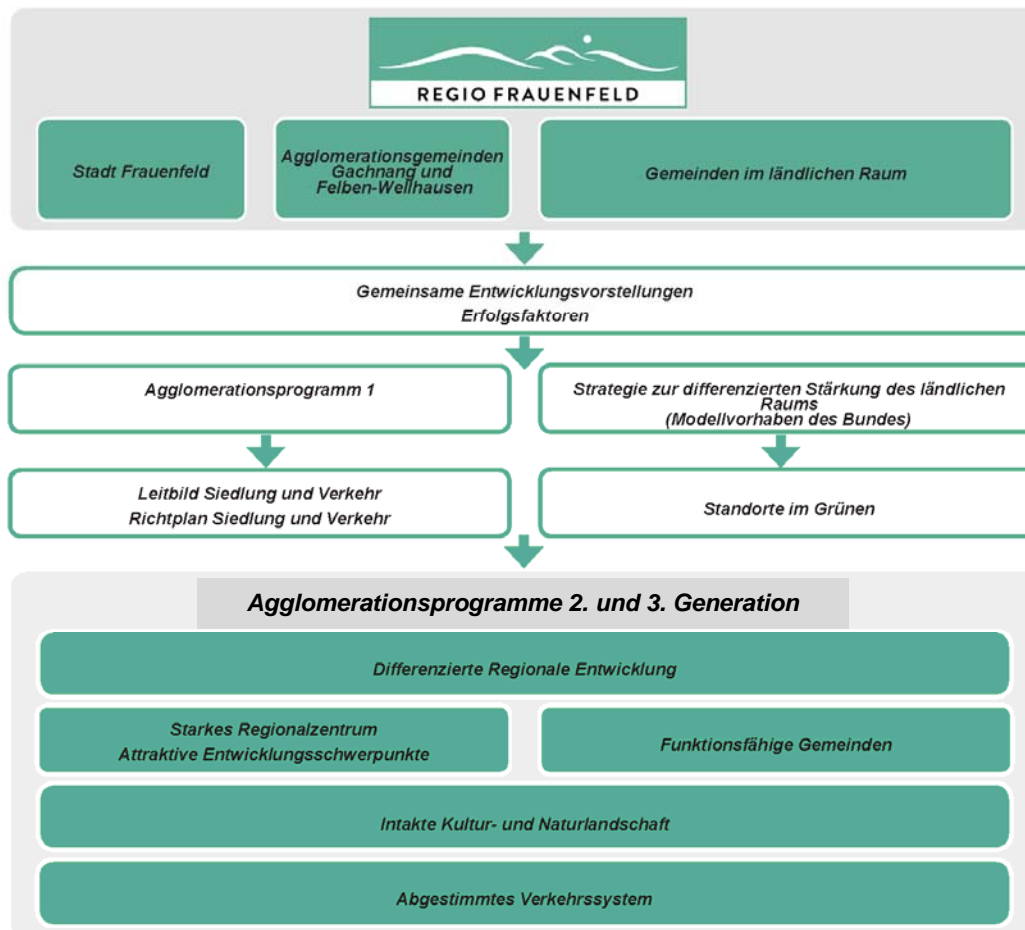 REGIO FRAUENFELD
Stadt Frauenfeld
Agglomerationsgemeinden
Gachnang und
Felben-Wellhausen
Gemeinden im ländlichen Raum
Gemeinsame Entwicklungsvorstellungen
Erfolgsfaktoren
Agglomerationsprogramm 1
Strategie zur differenzierten Stärkung des ländlichen
Raums
(Modellvorhaben des Bundes)
Leitbild Siedlung und Verkehr
Richtplan Siedlung und Verkehr
Standorte im Grünen
Agglomerationsprogramme 2. und 3. Generation
Differenzierte Regionale Entwicklung
Starkes Regionalzentrum
Attraktive Entwicklungsschwerpunkte
Funktionsfähige Gemeinden
Intakte Kultur- und Naturlandschaft
Abgestimmtes Verkehrssystem